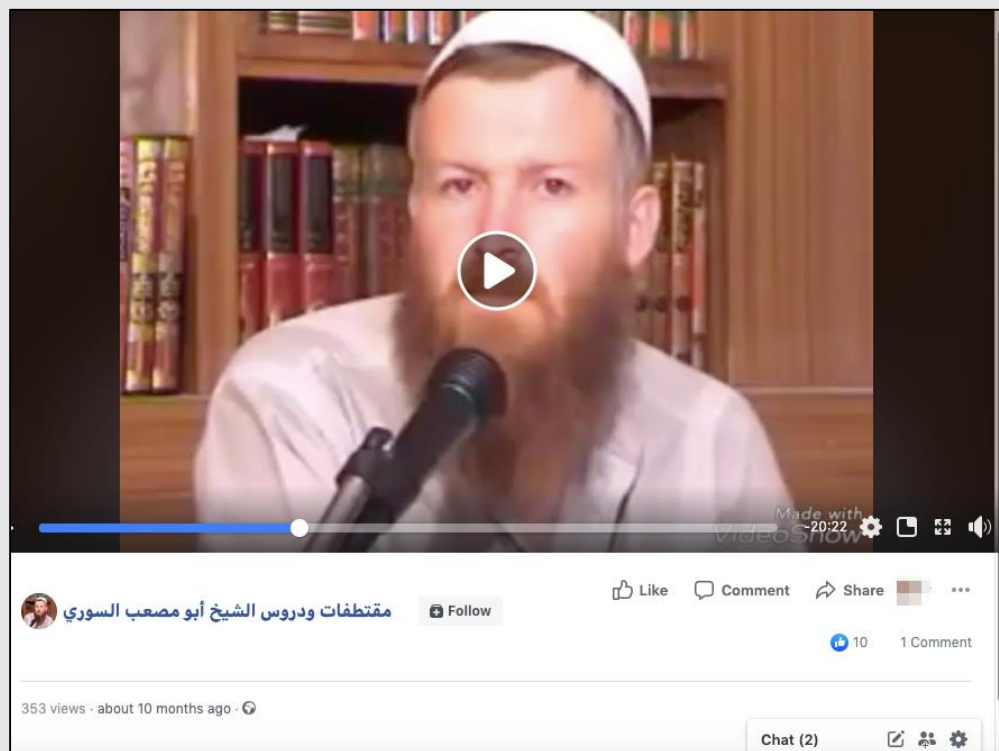 Made with
VideoShow
-20:22
مقتطفات ودروس الشيخ أبو مصعب السوري
Follow
Like Comment Share
10 1 Comment
353 views · about 10 months ago ·
Chat (2)